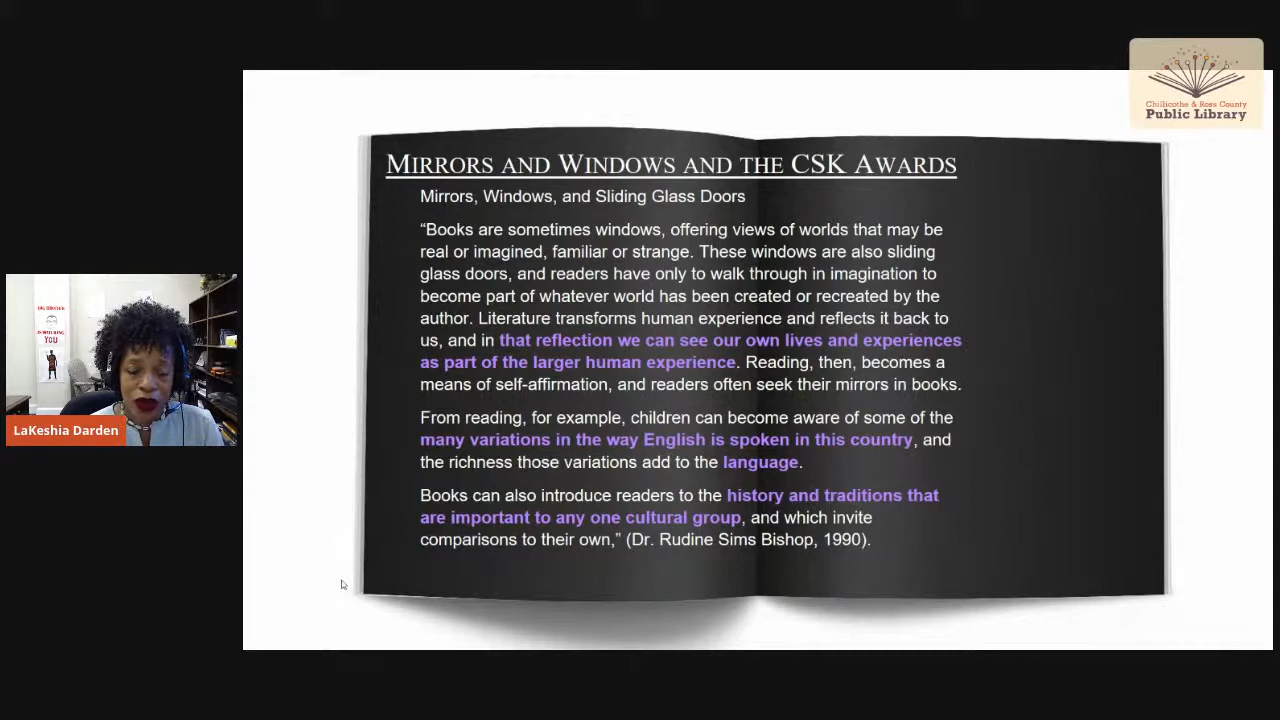 Chillicothe & Ross County
Public Library
MIRRORS AND WINDOWS AND THE CSK AWARDS
Mirrors, Windows, and Sliding Glass Doors
“Books are sometimes windows, offering views of worlds that may be
real or imagined, familiar or strange. These windows are also sliding
glass doors, and readers have only to walk through in imagination to
become part of whatever world has been created or recreated by the
author. Literature transforms human experience and reflects it back to
us, and in that reflection we can see our own lives and experiences
as part of the larger human experience. Reading, then, becomes a
means of self-affirmation, and readers often seek their mirrors in books.
From reading, for example, children can become aware of some of the
many variations in the way English is spoken in this country, and
the richness those variations add to the language.
Books can also introduce readers to the history and traditions that
are important to any one cultural group, and which invite
comparisons to their own,” (Dr. Rudine Sims Bishop, 1990).
BIG BROTHER
IS WATCHING
YOU
LaKeshia Darden